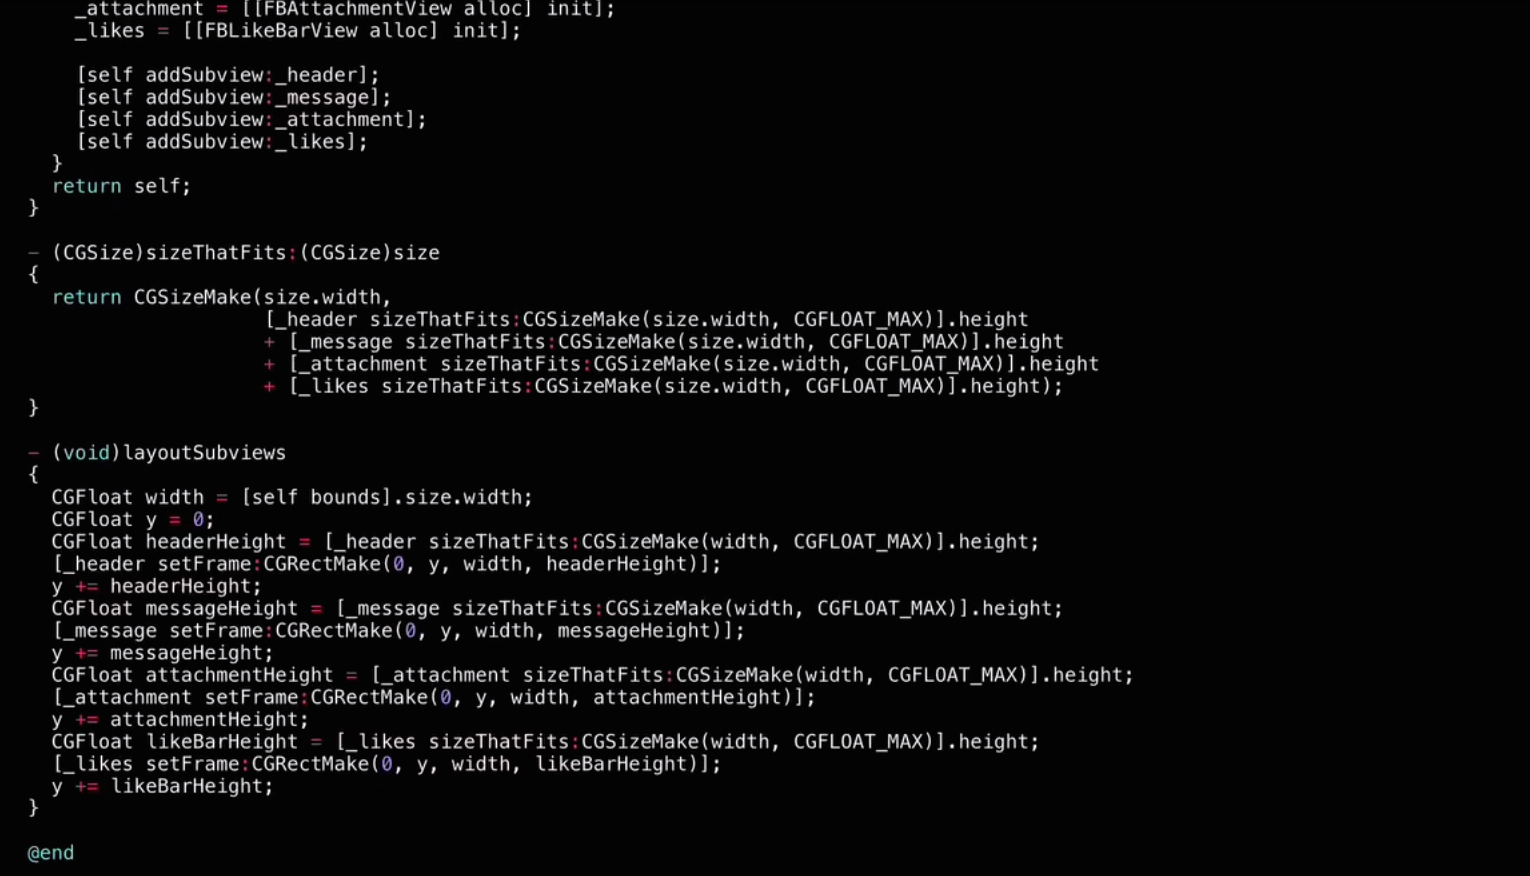 _attachment = [[FBAttachmentView alloc] init];
_likes = [[FBLikeBarView alloc] init];
[self addSubview:_header];
[self addSubview:_message];
[self addSubview:_attachment];
[self addSubview:_likes];
}
return self;
}
- (CGSize)sizeThatFits:(CGSize)size
{
return CGSizeMake(size.width,
[_header sizeThatFits:CGSizeMake(size.width, CGFLOAT_MAX)].height
+ [_message sizeThatFits:CGSizeMake(size.width, CGFLOAT_MAX)].height
+ [_attachment sizeThatFits:CGSizeMake(size.width, CGFLOAT_MAX)].height
+ [_likes sizeThatFits:CGSizeMake(size.width, CGFLOAT_MAX)].height);
}
- (void)layoutSubviews
{
CGFloat width = [self bounds].size.width;
CGFloat y = 0;
CGFloat headerHeight = [_header sizeThatFits:CGSizeMake(width, CGFLOAT_MAX)].height;
[_header setFrame:CGRectMake(0, y, width, headerHeight)];
y += headerHeight;
CGFloat messageHeight = [_message sizeThatFits:CGSizeMake(width, CGFLOAT_MAX)].height;
[_message setFrame:CGRectMake(0, y, width, messageHeight)];
y += messageHeight;
CGFloat attachmentHeight = [_attachment sizeThatFits:CGSizeMake(width, CGFLOAT_MAX)].height;
[_attachment setFrame:CGRectMake(0, y, width, attachmentHeight)];
y += attachmentHeight;
CGFloat likeBarHeight = [_likes sizeThatFits:CGSizeMake(width, CGFLOAT_MAX)].height;
[_likes setFrame:CGRectMake(0, y, width, likeBarHeight)];
y += likeBarHeight;
}
@end